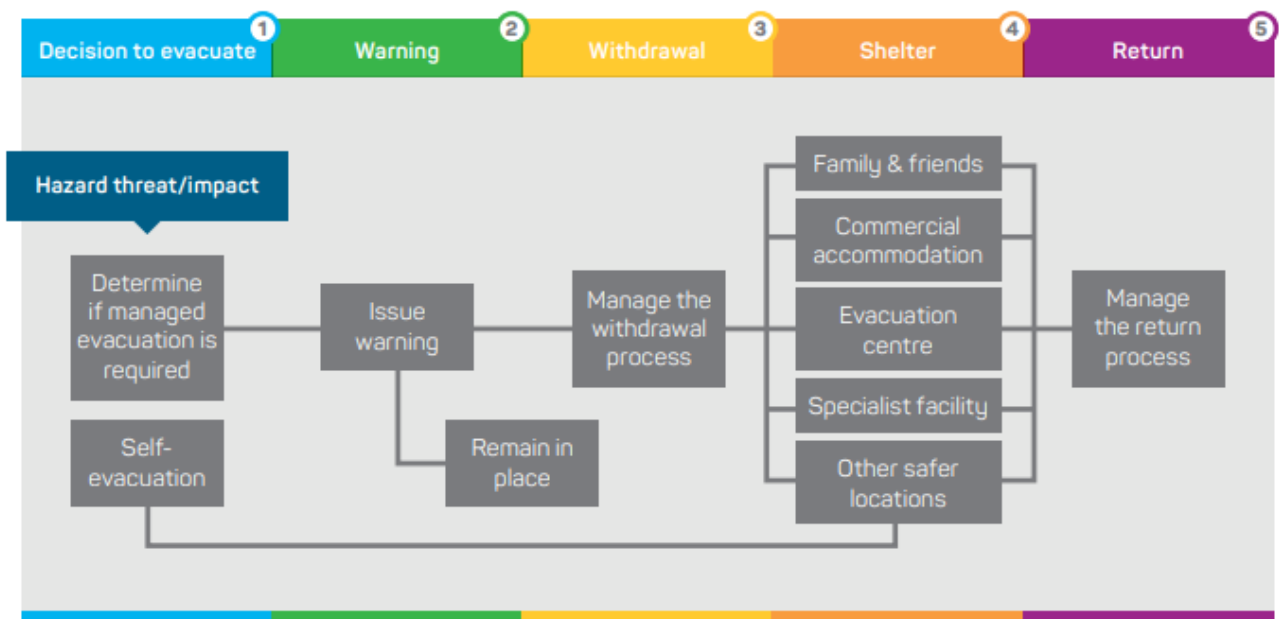 1
2
3
4
5
Decision to evacuate
Warning
Withdrawal
Shelter
Return
Hazard threat/impact
Determine
if managed
evacuation is
required
Self-
evacuation
Issue
warning
Remain in
place
Manage the
withdrawal
process
Family & friends
Commercial
accommodation
Evacuation
centre
Specialist facility
Other safer
locations
Manage
the return
process